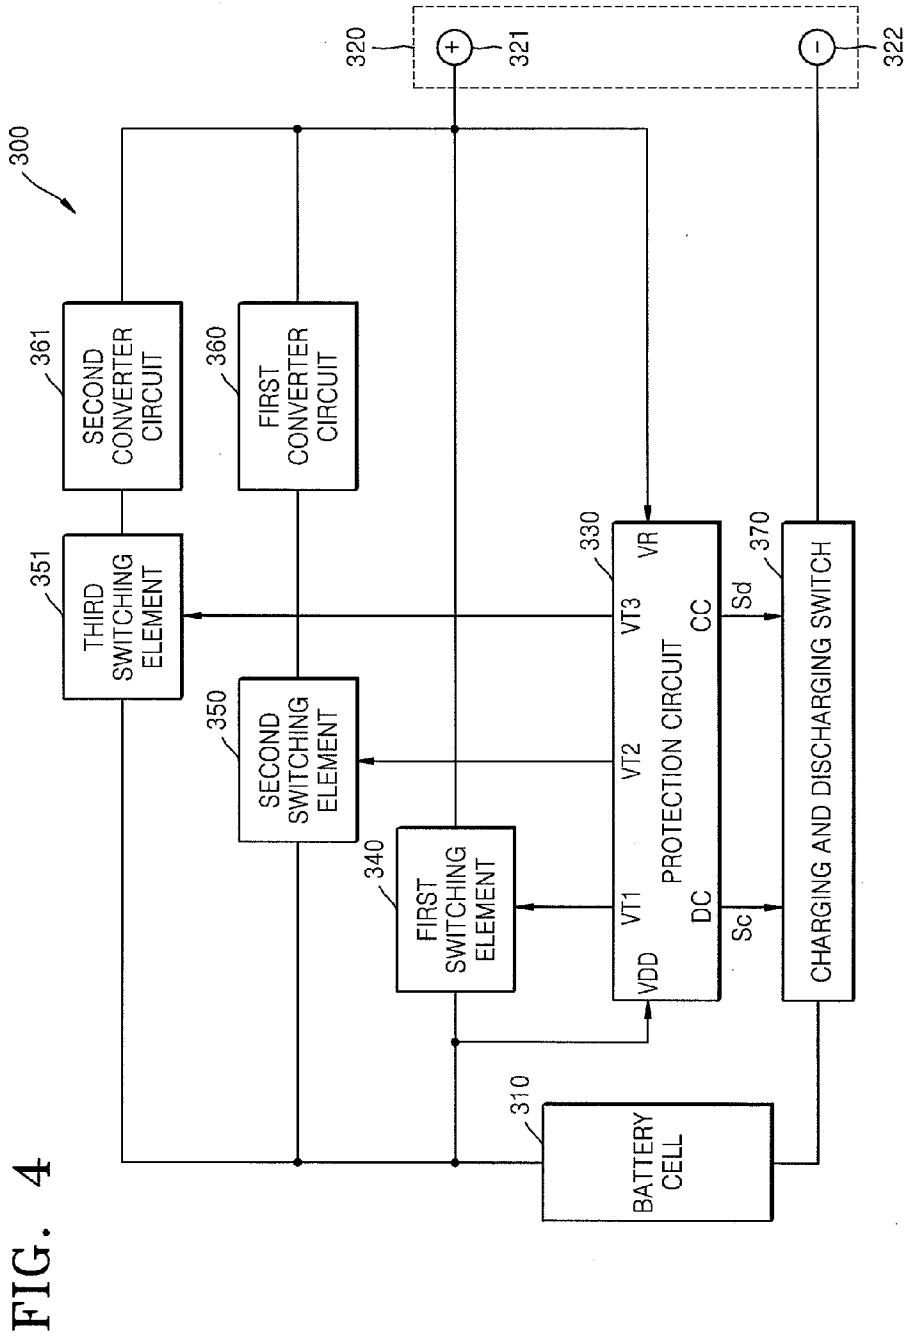 FIG. 4
300
361
SECOND
CONVERTER
CIRCUIT
351
THIRD
SWITCHING
ELEMENT
360
FIRST
CONVERTER
CIRCUIT
350
SECOND
SWITCHING
ELEMENT
320
+
321
340
FIRST
SWITCHING
ELEMENT
310
BATTERY
CELL
330
VDD
VT1
VT2
VT3
VR
PROTECTION CIRCUIT
DC
CC
Sc
Sd
370
CHARGING AND DISCHARGING SWITCH
-
322